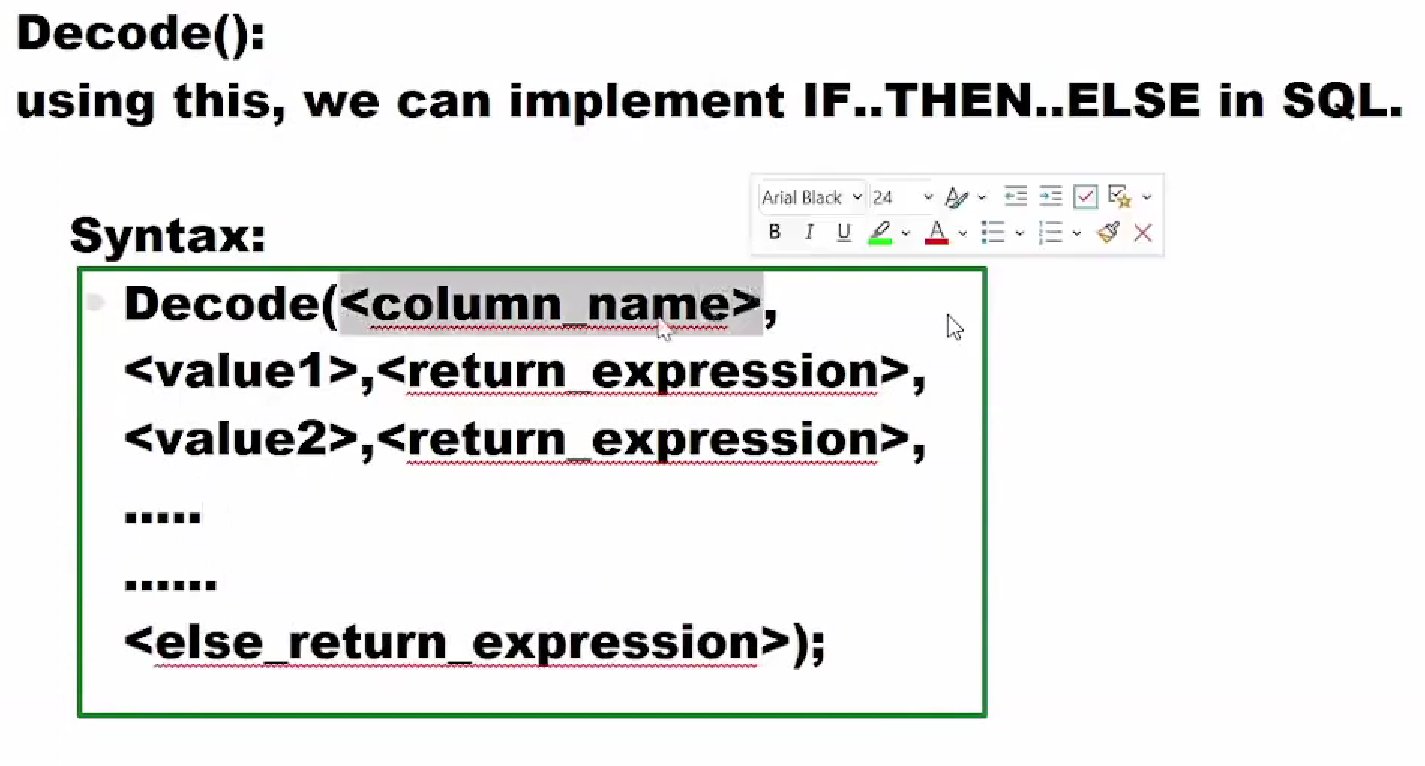 Decode():
using this, we can implement IF..THEN..ELSE in SQL.
Arial Black 24
B I U A
Syntax:
Decode(<column_name>,
<value1>,<return_expression>,
<value2>,<return_expression>,
.....
......
<else_return_expression>);